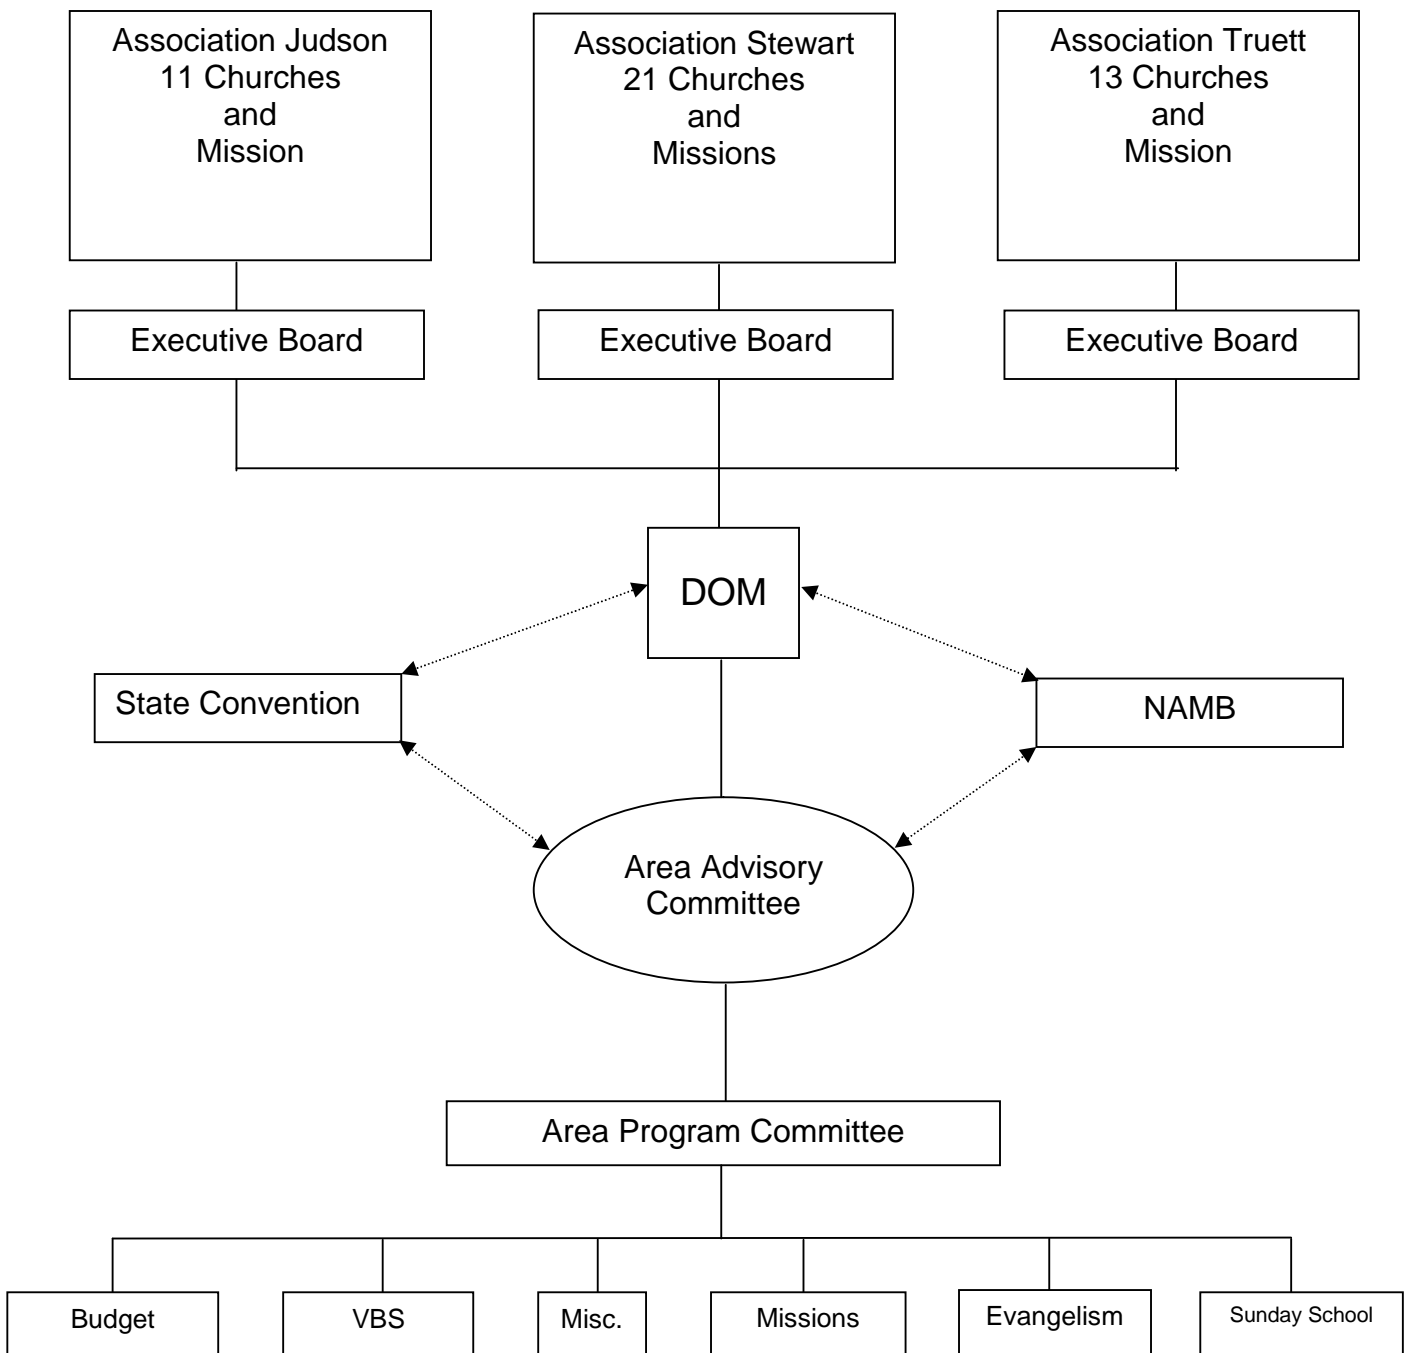 Association Judson
11 Churches
and
Mission
Association Stewart
21 Churches
and
Missions
Association Truett
13 Churches
and
Mission
Executive Board
Executive Board
Executive Board
DOM
State Convention
NAMB
Area Advisory
Committee
Area Program Committee
Budget
VBS
Misc.
Missions
Evangelism
Sunday School